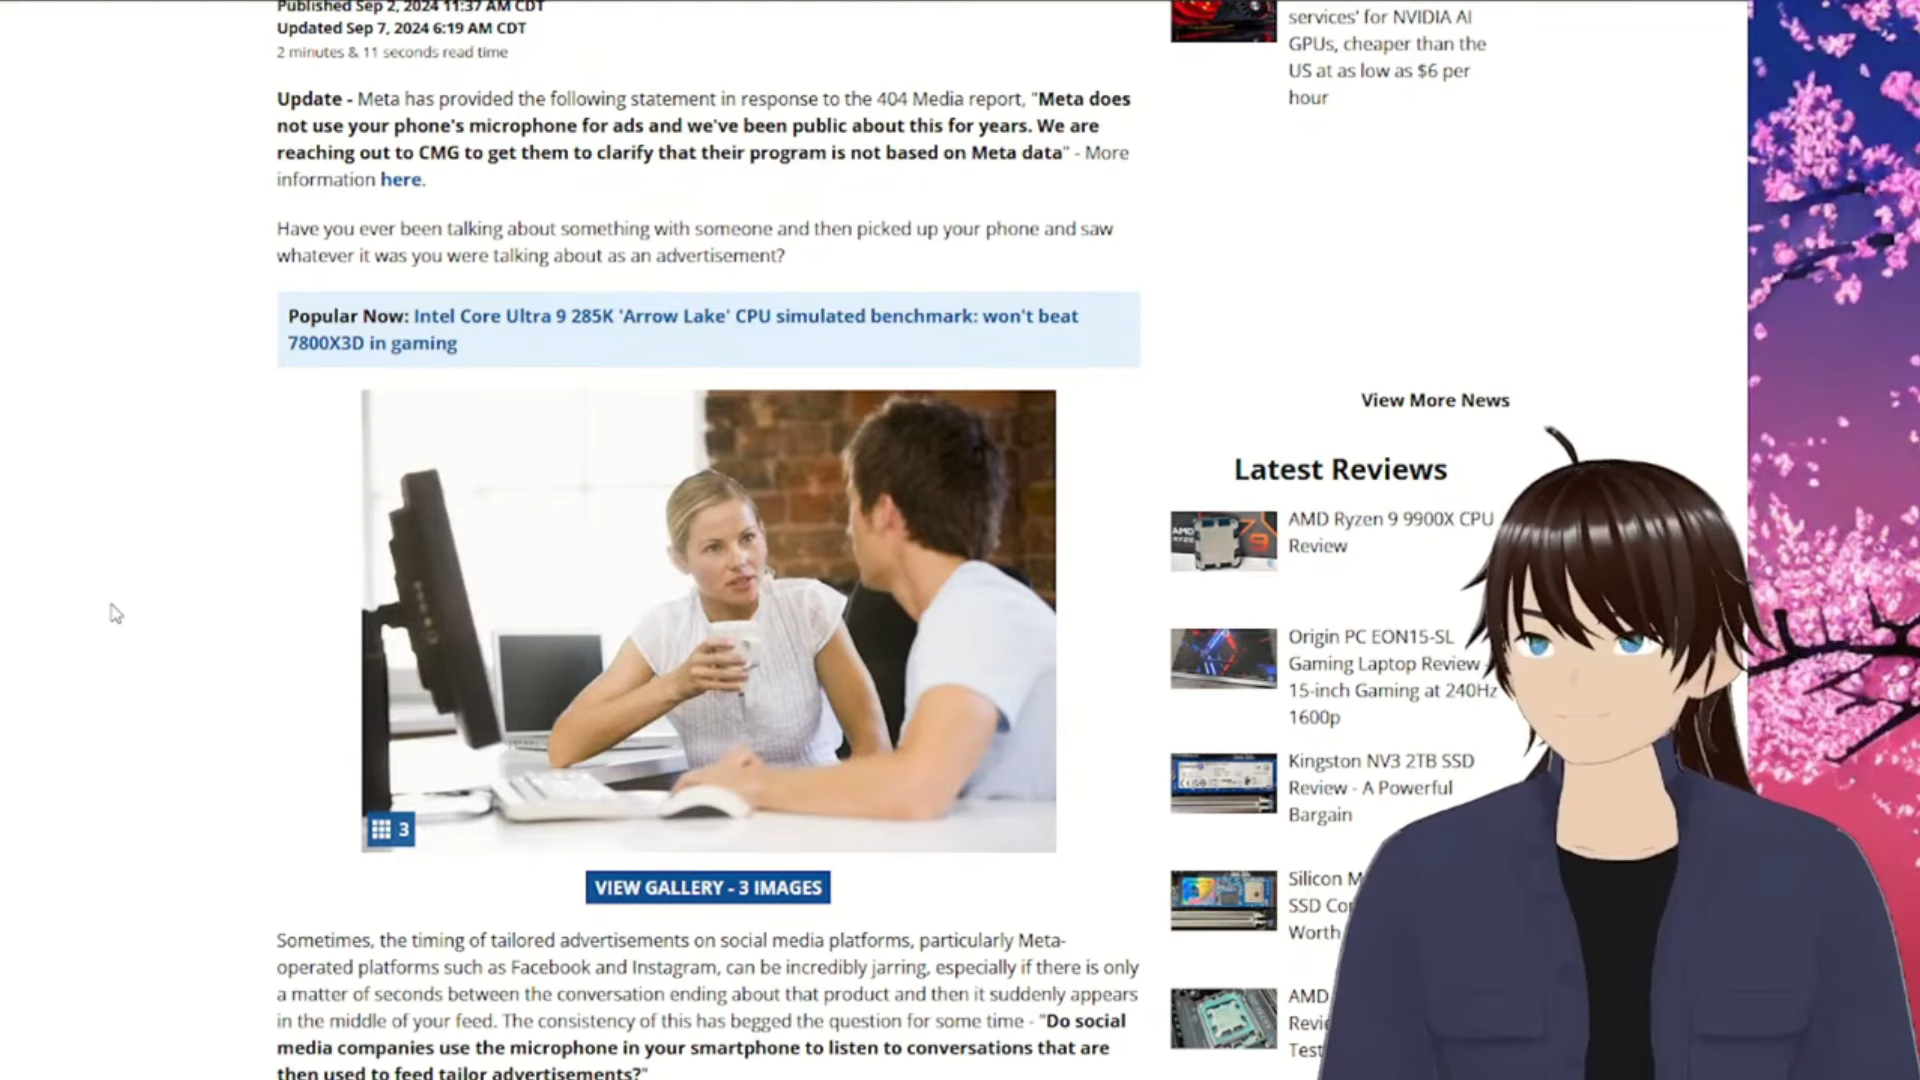 Published Sep 2, 2024 11:37 AM CDT
Updated Sep 7, 2024 6:19 AM CDT
2 minutes & 11 seconds read time
Update - Meta has provided the following statement in response to the 404 Media report, "Meta does
not use your phone's microphone for ads and we've been public about this for years. We are
reaching out to CMG to get them to clarify that their program is not based on Meta data" - More
information here.
Have you ever been talking about something with someone and then picked up your phone and saw
whatever it was you were talking about as an advertisement?
Popular Now: Intel Core Ultra 9 285K 'Arrow Lake' CPU simulated benchmark: won't beat
7800X3D in gaming
3
VIEW GALLERY - 3 IMAGES
Sometimes, the timing of tailored advertisements on social media platforms, particularly Meta-
operated platforms such as Facebook and Instagram, can be incredibly jarring, especially if there is only
a matter of seconds between the conversation ending about that product and then it suddenly appears
in the middle of your feed. The consistency of this has begged the question for some time - "Do social
media companies use the microphone in your smartphone to listen to conversations that are
then used to feed tailor advertisements?"
services' for NVIDIA AI
GPUs, cheaper than the
US at as low as $6 per
hour
View More News
Latest Reviews
AMD Ryzen 9 9900X CPU
Review
Origin PC EON15-SL
Gaming Laptop Review -
15-inch Gaming at 240Hz
1600p
Kingston NV3 2TB SSD
Review - A Powerful
Bargain
Silicon M
SSD Cor
Worth
AMD
Revie
Test